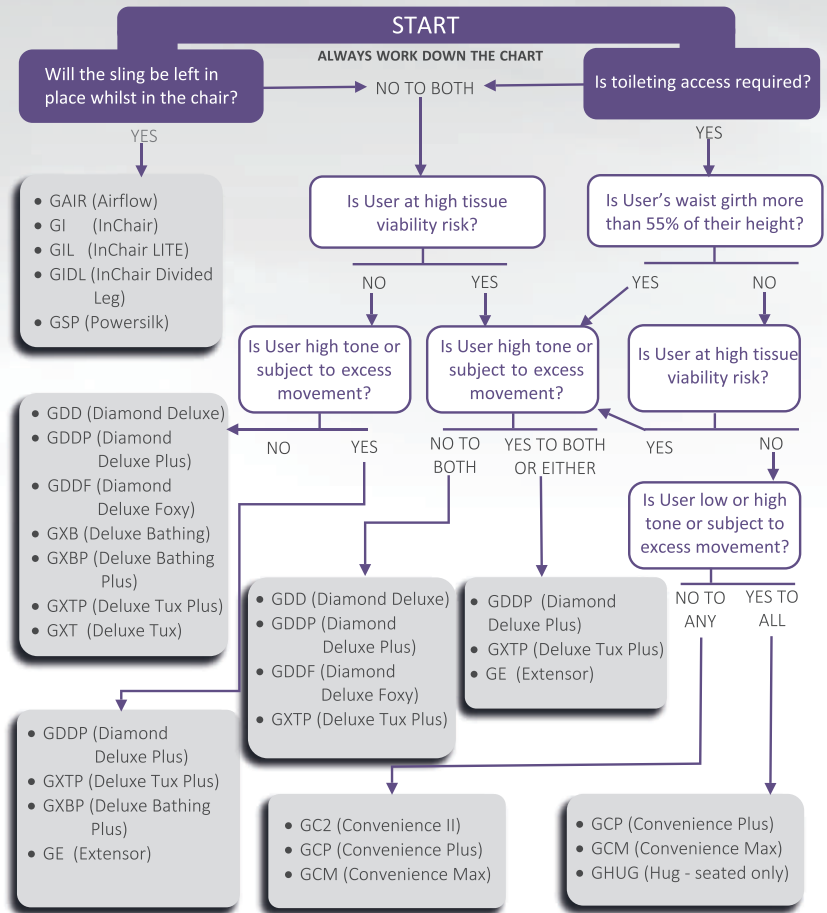 START
ALWAYS WORK DOWN THE CHART
Will the sling be left in
place whilst in the chair?
NO TO BOTH
Is toileting access required?
YES
YES
• GAIR (Airflow)
• GI (InChair)
• GIL (InChair LITE)
• GIDL (InChair Divided
Leg)
• GSP (Powersilk)
Is User at high tissue
viability risk?
Is User’s waist girth more
than 55% of their height?
NO
YES
YES
NO
Is User high tone or
subject to excess
movement?
Is User high tone or
subject to excess
movement?
Is User at high tissue
viability risk?
NO
YES
NO TO
BOTH
YES TO BOTH
OR EITHER
YES
NO
• GDD (Diamond Deluxe)
• GDDP (Diamond
Deluxe Plus)
• GDDF (Diamond
Deluxe Foxy)
• GXB (Deluxe Bathing)
• GXBP (Deluxe Bathing
Plus)
• GXTP (Deluxe Tux Plus)
• GXT (Deluxe Tux)
Is User low or high
tone or subject to
excess movement?
NO TO
ANY
YES TO
ALL
• GDD (Diamond Deluxe)
• GDDP (Diamond
Deluxe Plus)
• GDDF (Diamond
Deluxe Foxy)
• GXTP (Deluxe Tux Plus)
• GDDP (Diamond
Deluxe Plus)
• GXTP (Deluxe Tux Plus)
• GE (Extensor)
• GDDP (Diamond
Deluxe Plus)
• GXTP (Deluxe Tux Plus)
• GXBP (Deluxe Bathing
Plus)
• GE (Extensor)
• GC2 (Convenience II)
• GCP (Convenience Plus)
• GCM (Convenience Max)
• GCP (Convenience Plus)
• GCM (Convenience Max)
• GHUG (Hug - seated only)